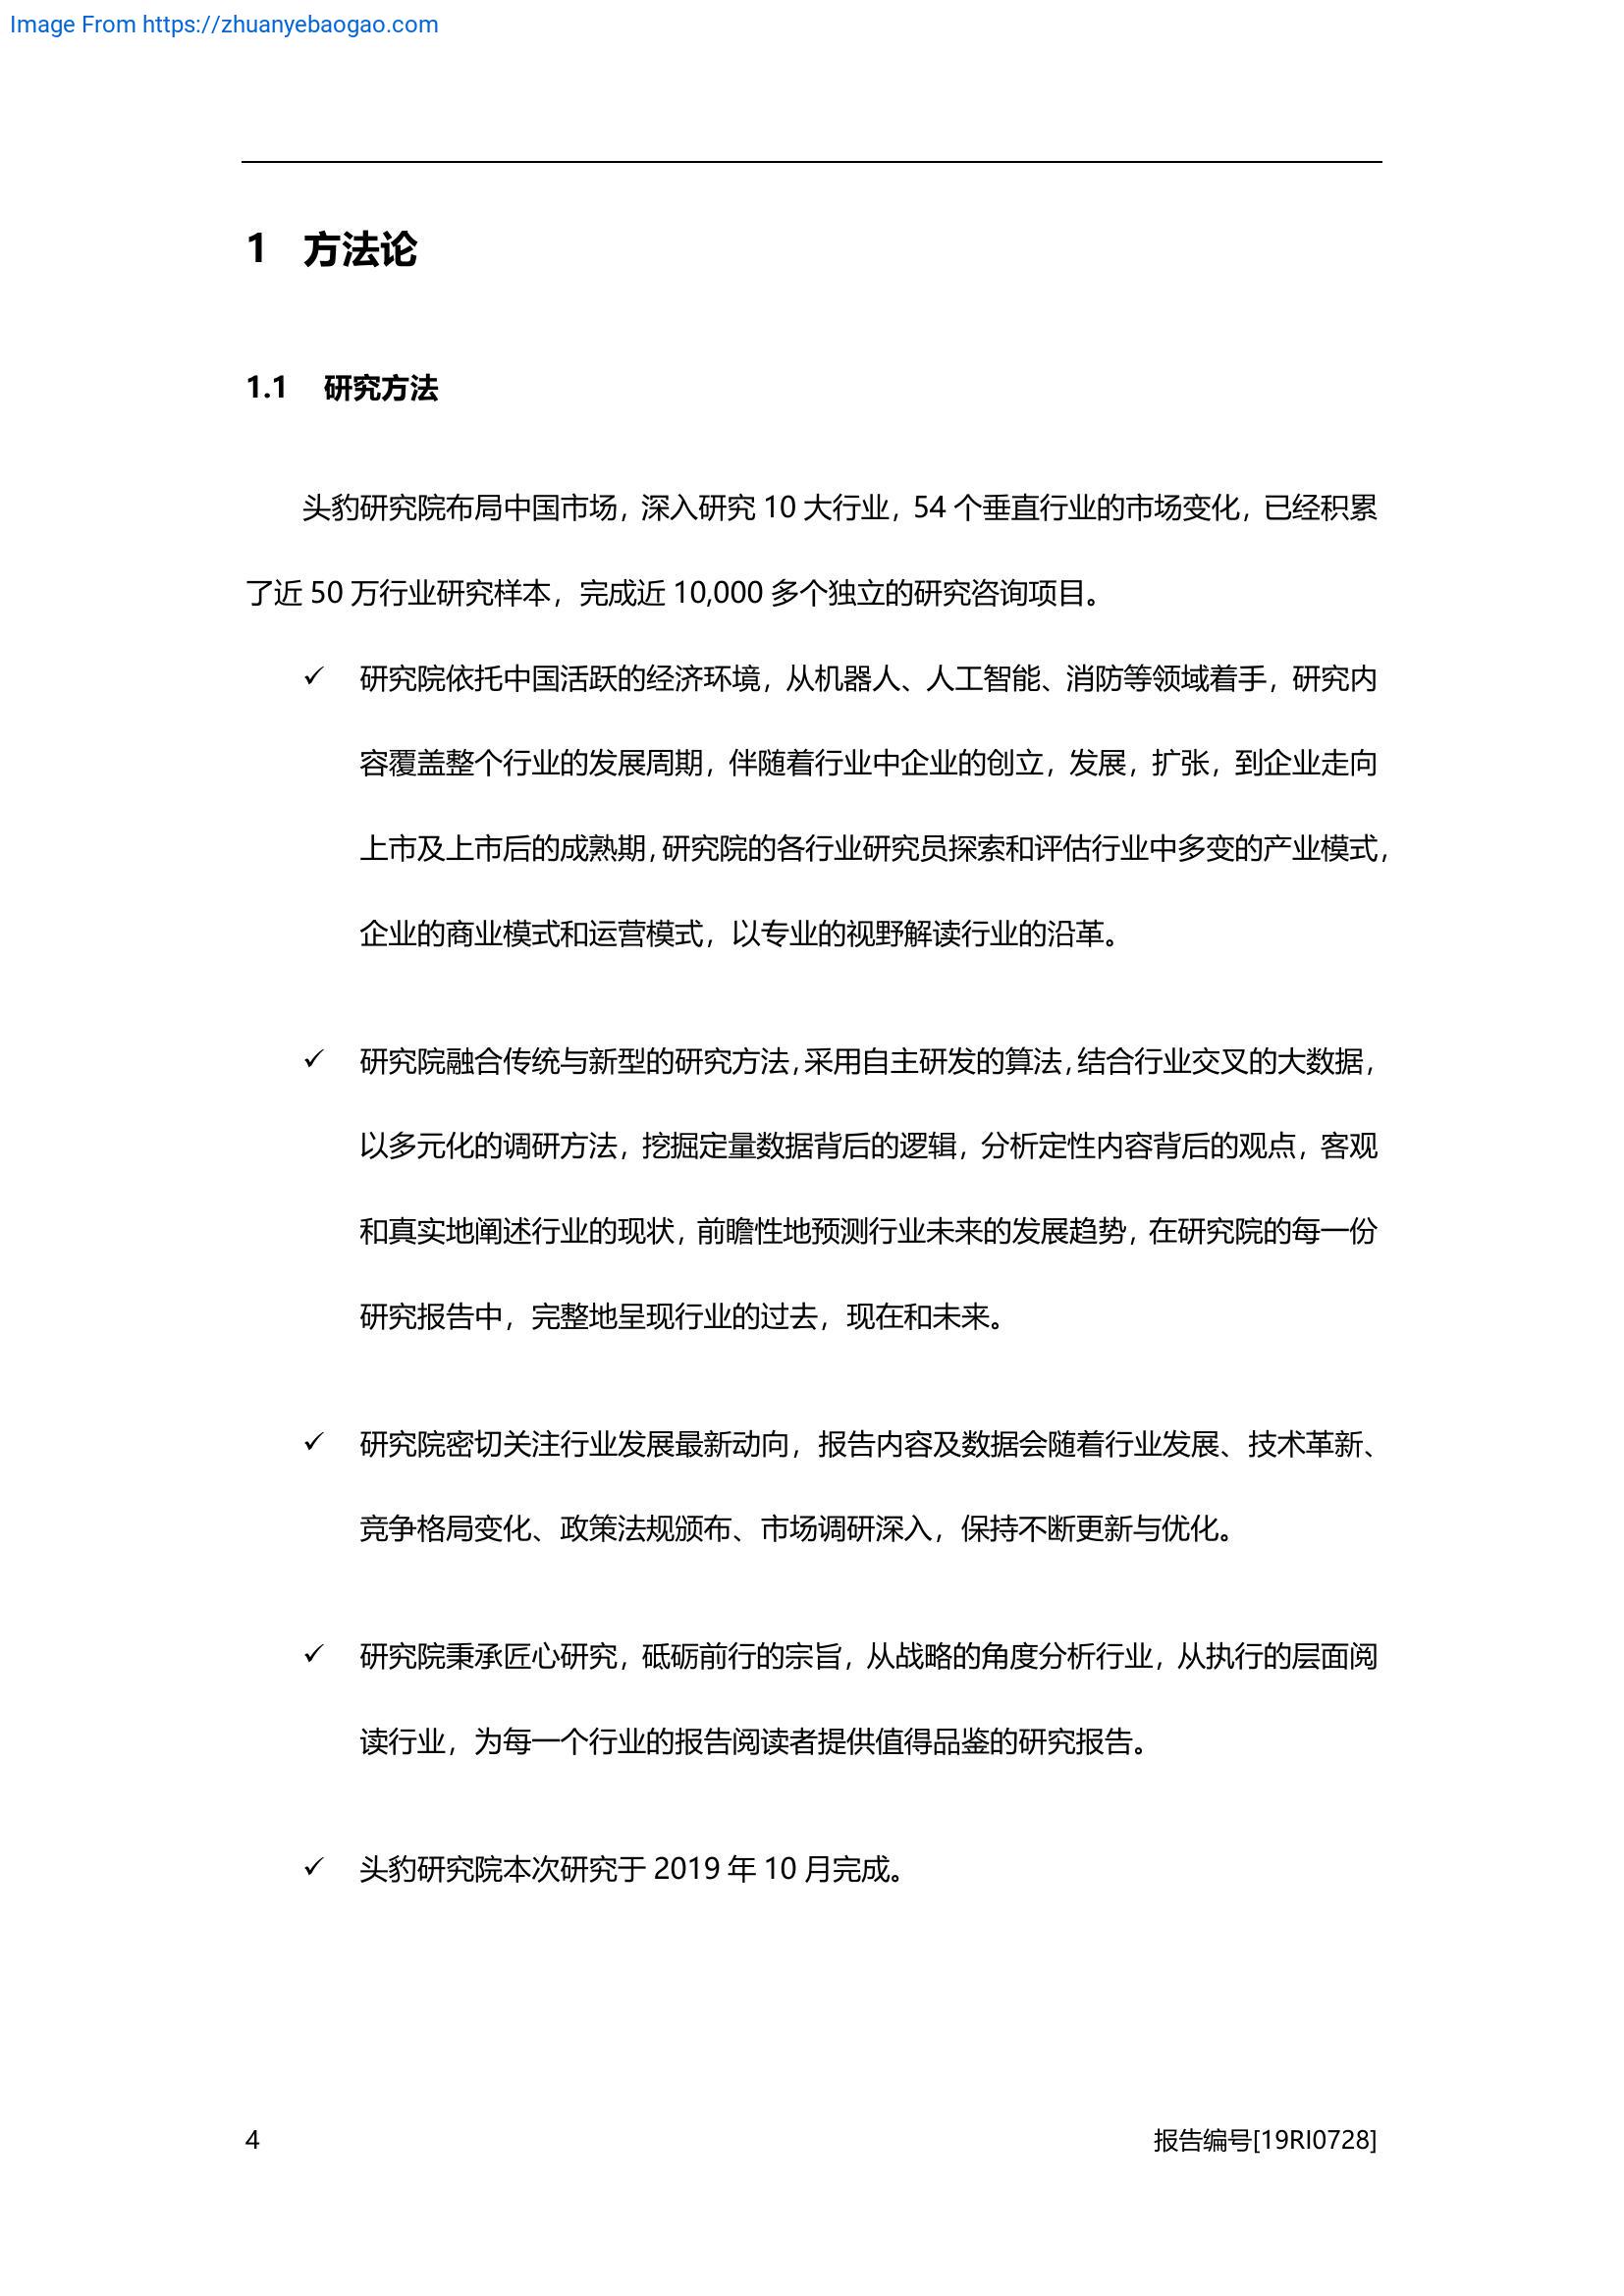 Image From https://zhuanyebaogao.com
1 方法论
1.1 研究方法
头豹研究院布局中国市场，深入研究 10 大行业，54 个垂直行业的市场变化，已经积累
了近 50 万行业研究样本，完成近 10,000 多个独立的研究咨询项目。
✓ 研究院依托中国活跃的经济环境，从机器人、人工智能、消防等领域着手，研究内
容覆盖整个行业的发展周期，伴随着行业中企业的创立，发展，扩张，到企业走向
上市及上市后的成熟期，研究院的各行业研究员探索和评估行业中多变的产业模式，
企业的商业模式和运营模式，以专业的视野解读行业的沿革。
✓ 研究院融合传统与新型的研究方法，采用自主研发的算法，结合行业交叉的大数据，
以多元化的调研方法，挖掘定量数据背后的逻辑，分析定性内容背后的观点，客观
和真实地阐述行业的现状，前瞻性地预测行业未来的发展趋势，在研究院的每一份
研究报告中，完整地呈现行业的过去，现在和未来。
✓ 研究院密切关注行业发展最新动向，报告内容及数据会随着行业发展、技术革新、
竞争格局变化、政策法规颁布、市场调研深入，保持不断更新与优化。
✓ 研究院秉承匠心研究，砥砺前行的宗旨，从战略的角度分析行业，从执行的层面阅
读行业，为每一个行业的报告阅读者提供值得品鉴的研究报告。
✓ 头豹研究院本次研究于 2019 年 10 月完成。
4
报告编号[19RI0728]